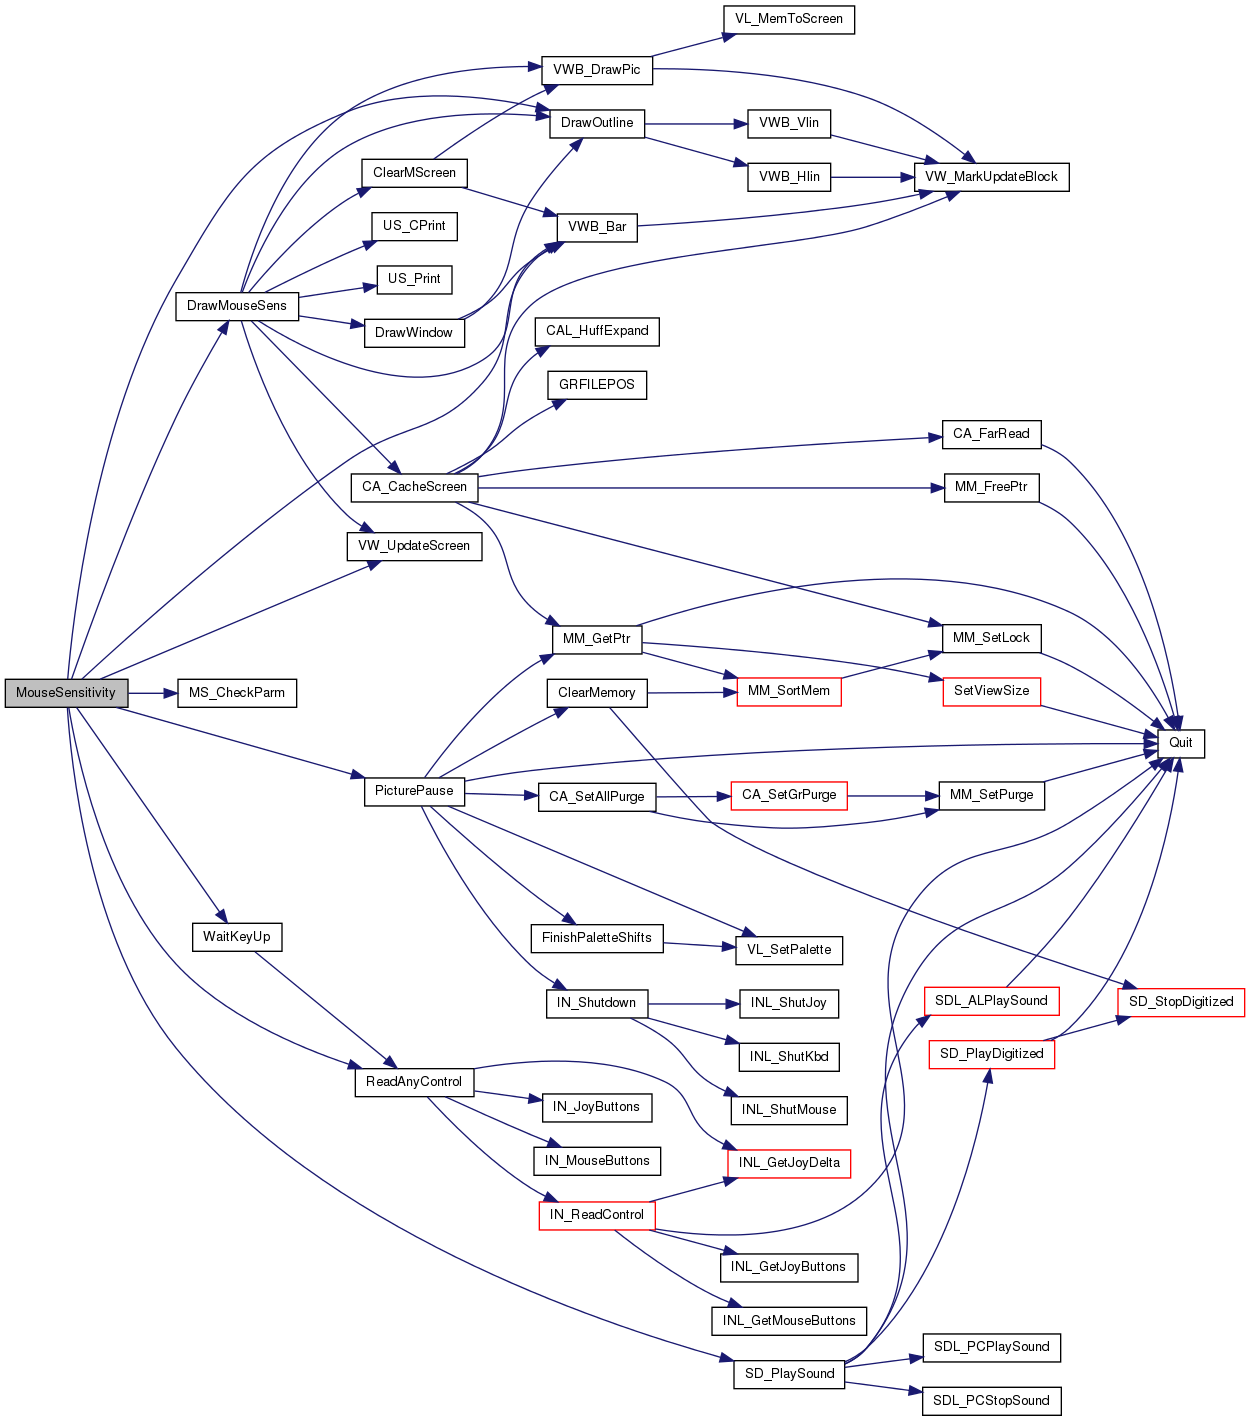 VL_MemToScreen
VWB_DrawPic
DrawOutline
VWB_Vlin
ClearMScreen
VWB_Hlin
VW_MarkUpdateBlock
US_CPrint
VWB_Bar
US_Print
DrawMouseSens
DrawWindow
CAL_HuffExpand
GRFILEPOS
CA_FarRead
CA_CacheScreen
MM_FreePtr
VW_UpdateScreen
MM_GetPtr
MM_SetLock
MouseSensitivity
MS_CheckParm
ClearMemory
MM_SortMem
SetViewSize
Quit
PicturePause
CA_SetAllPurge
CA_SetGrPurge
MM_SetPurge
WaitKeyUp
FinishPaletteShifts
VL_SetPalette
IN_Shutdown
INL_ShutJoy
SDL_ALPlaySound
SD_StopDigitized
INL_ShutKbd
SD_PlayDigitized
ReadAnyControl
IN_JoyButtons
INL_ShutMouse
IN_MouseButtons
INL_GetJoyDelta
IN_ReadControl
INL_GetJoyButtons
INL_GetMouseButtons
SDL_PCPlaySound
SD_PlaySound
SDL_PCStopSound